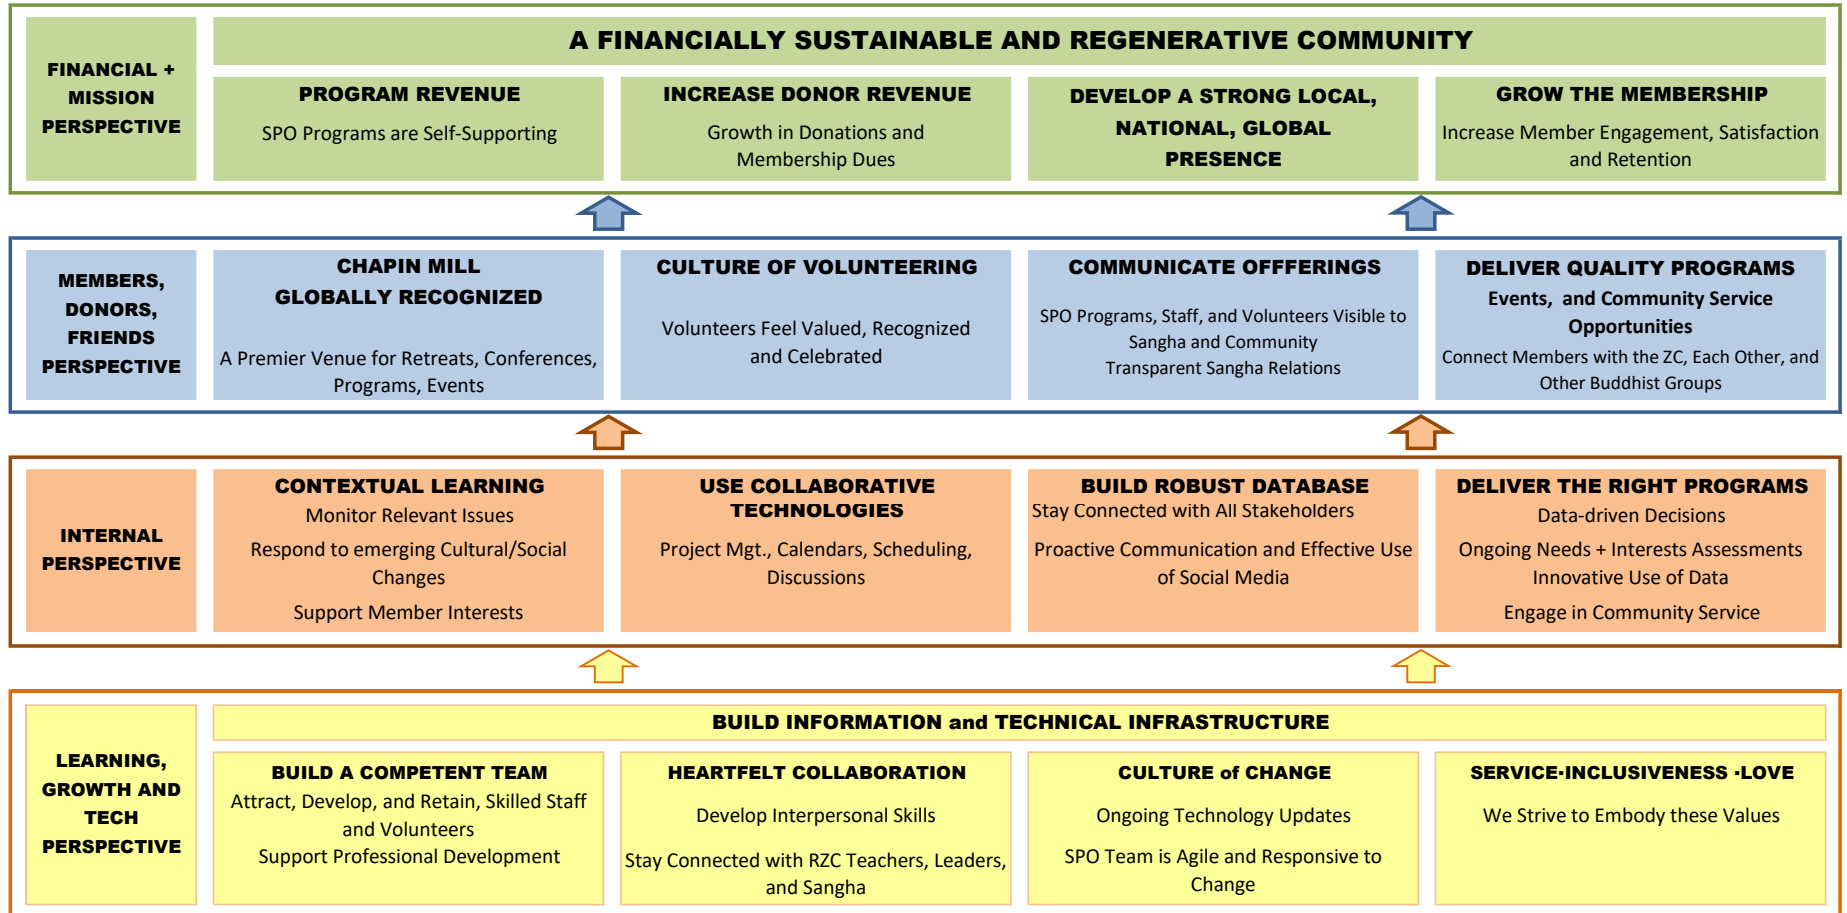 FINANCIAL +
MISSION
PERSPECTIVE
A FINANCIALLY SUSTAINABLE AND REGENERATIVE COMMUNITY
PROGRAM REVENUE
SPO Programs are Self-Supporting
INCREASE DONOR REVENUE
Growth in Donations and
Membership Dues
DEVELOP A STRONG LOCAL,
NATIONAL, GLOBAL
PRESENCE
GROW THE MEMBERSHIP
Increase Member Engagement, Satisfaction
and Retention
MEMBERS,
DONORS,
FRIENDS
PERSPECTIVE
CHAPIN MILL
GLOBALLY RECOGNIZED
A Premier Venue for Retreats, Conferences,
Programs, Events
CULTURE OF VOLUNTEERING
Volunteers Feel Valued, Recognized
and Celebrated
COMMUNICATE OFFFERINGS
SPO Programs, Staff, and Volunteers Visible to
Sangha and Community
Transparent Sangha Relations
DELIVER QUALITY PROGRAMS
Events, and Community Service
Opportunities
Connect Members with the ZC, Each Other, and
Other Buddhist Groups
INTERNAL
PERSPECTIVE
CONTEXTUAL LEARNING
Monitor Relevant Issues
Respond to emerging Cultural/Social
Changes
Support Member Interests
USE COLLABORATIVE
TECHNOLOGIES
Project Mgt., Calendars, Scheduling,
Discussions
BUILD ROBUST DATABASE
Stay Connected with All Stakeholders
Proactive Communication and Effective Use
of Social Media
DELIVER THE RIGHT PROGRAMS
Data-driven Decisions
Ongoing Needs + Interests Assessments
Innovative Use of Data
Engage in Community Service
LEARNING,
GROWTH AND
TECH
PERSPECTIVE
BUILD INFORMATION and TECHNICAL INFRASTRUCTURE
BUILD A COMPETENT TEAM
Attract, Develop, and Retain, Skilled Staff
and Volunteers
Support Professional Development
HEARTFELT COLLABORATION
Develop Interpersonal Skills
Stay Connected with RZC Teachers, Leaders,
and Sangha
CULTURE of CHANGE
Ongoing Technology Updates
SPO Team is Agile and Responsive to
Change
SERVICE·INCLUSIVENESS ·LOVE
We Strive to Embody these Values